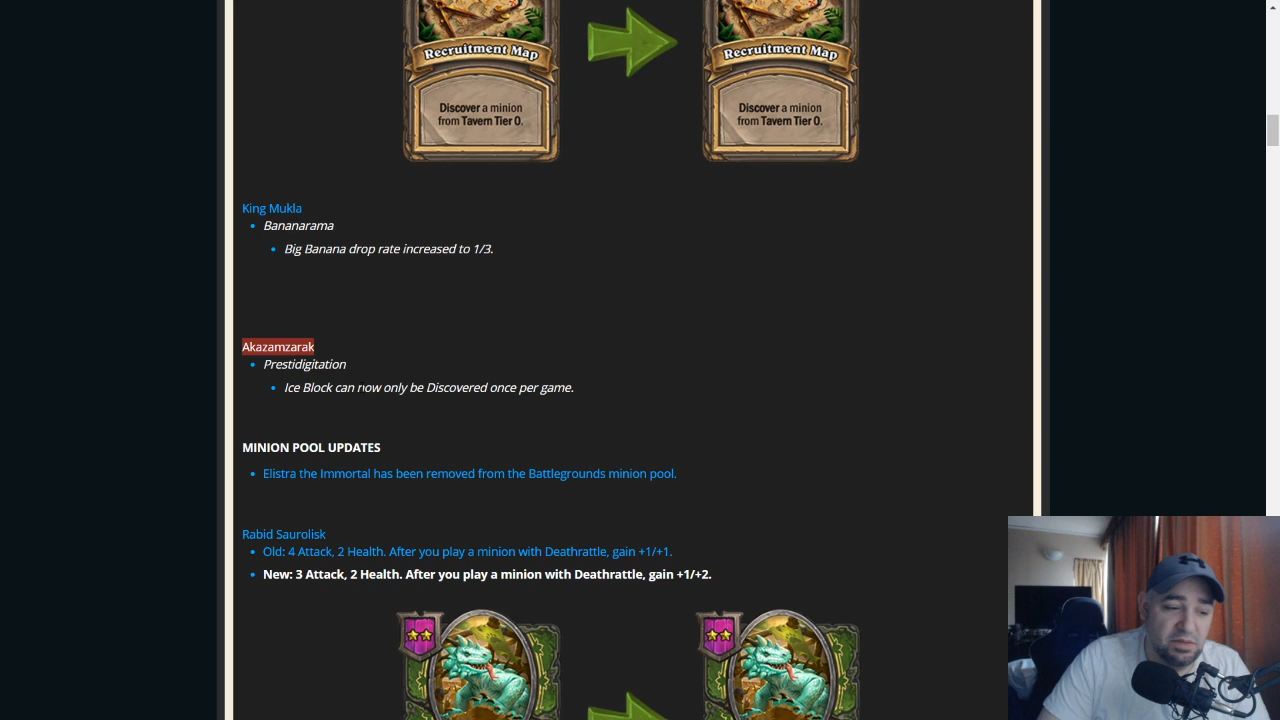 Recruitment Map Recruitment Map
Discover a minion Discover a minion
from Tavern Tier 0. from Tavern Tier 0.
King Mukla
Bananarama
Big Banana drop rate increased to 1/3.
Akazamzarak
Prestidigitation
Ice Block can now only be Discovered once per game.
MINION POOL UPDATES
Elistra the Immortal has been removed from the Battlegrounds minion pool.
Rabid Saurolisk
Old: 4 Attack, 2 Health. After you play a minion with Deathrattle, gain +1/+1.
New: 3 Attack, 2 Health. After you play a minion with Deathrattle, gain +1/+2.